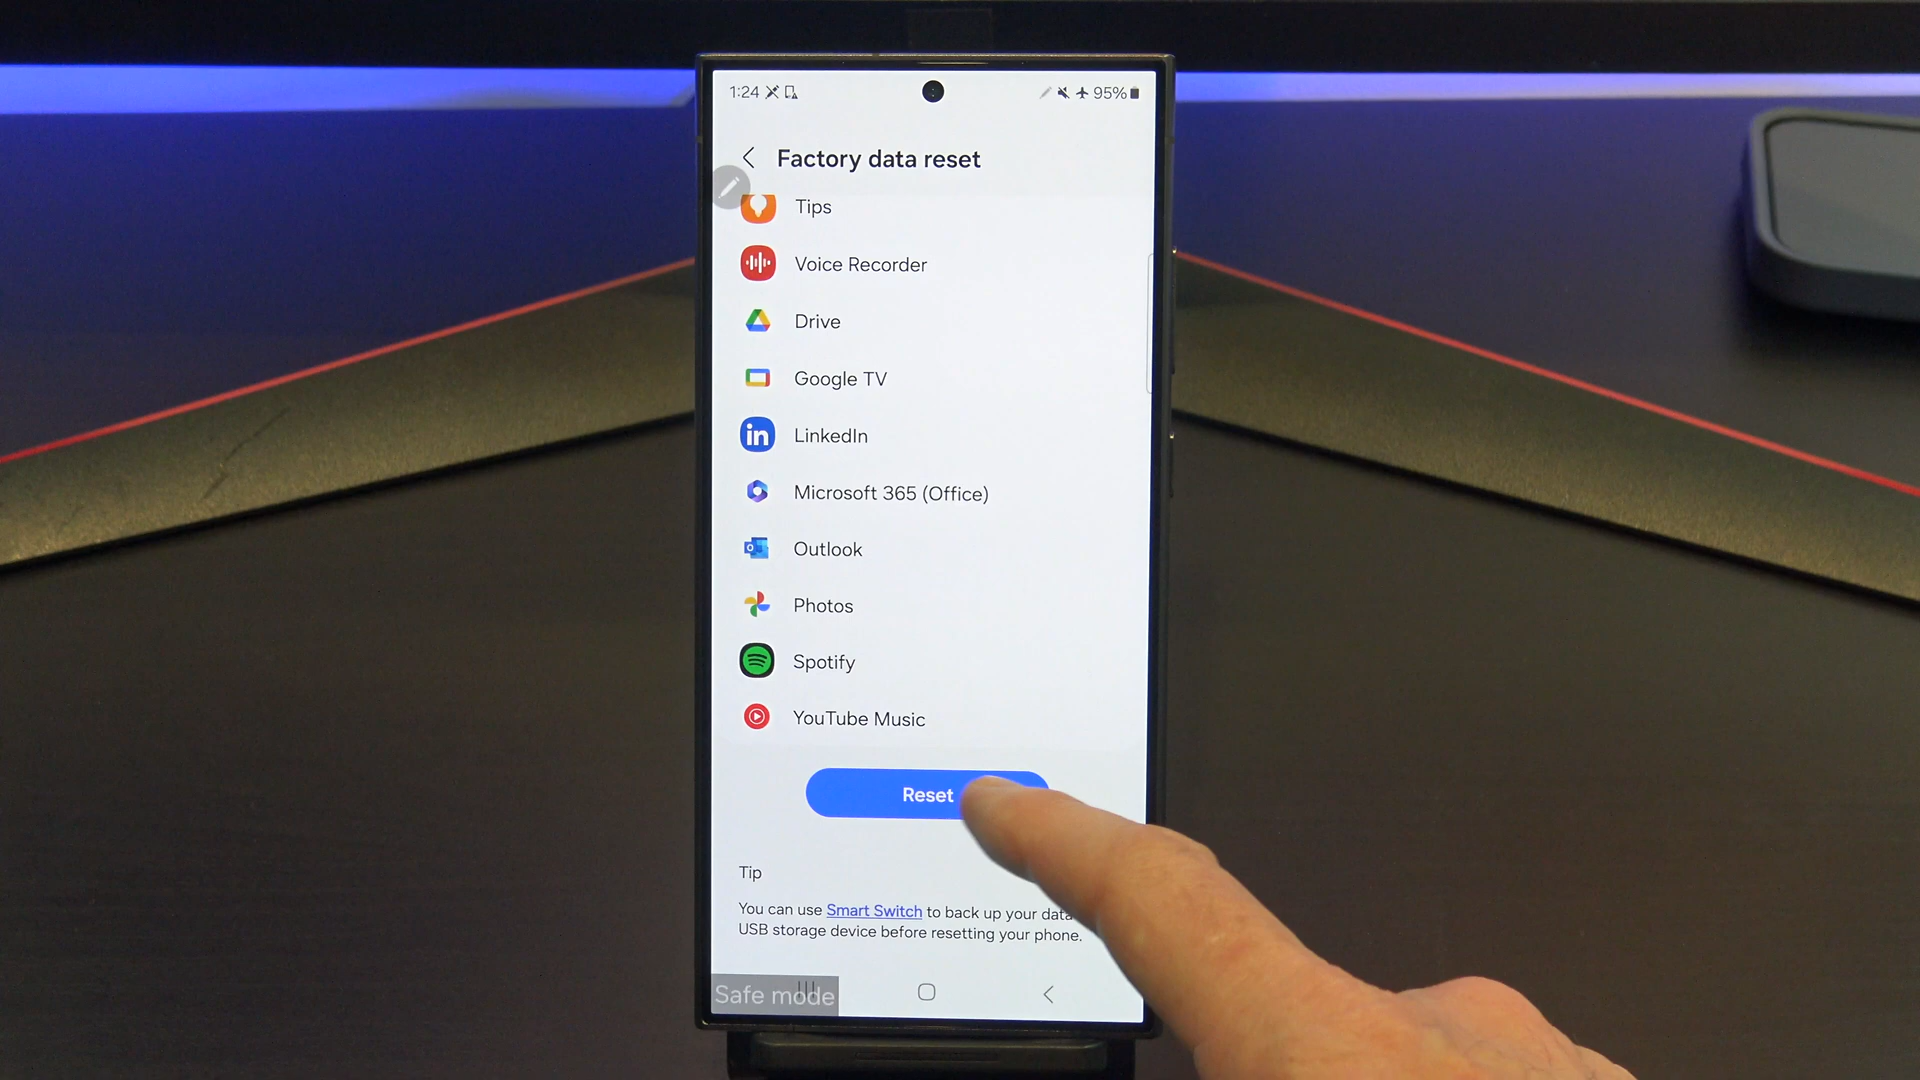 1:24
95%
Factory data reset
Tips
Voice Recorder
Drive
Google TV
in LinkedIn
Microsoft 365 (Office)
Outlook
Photos
Spotify
YouTube Music
Reset
Tip
You can use Smart Switch to back up your data
USB storage device before resetting your phone.
Safe mode